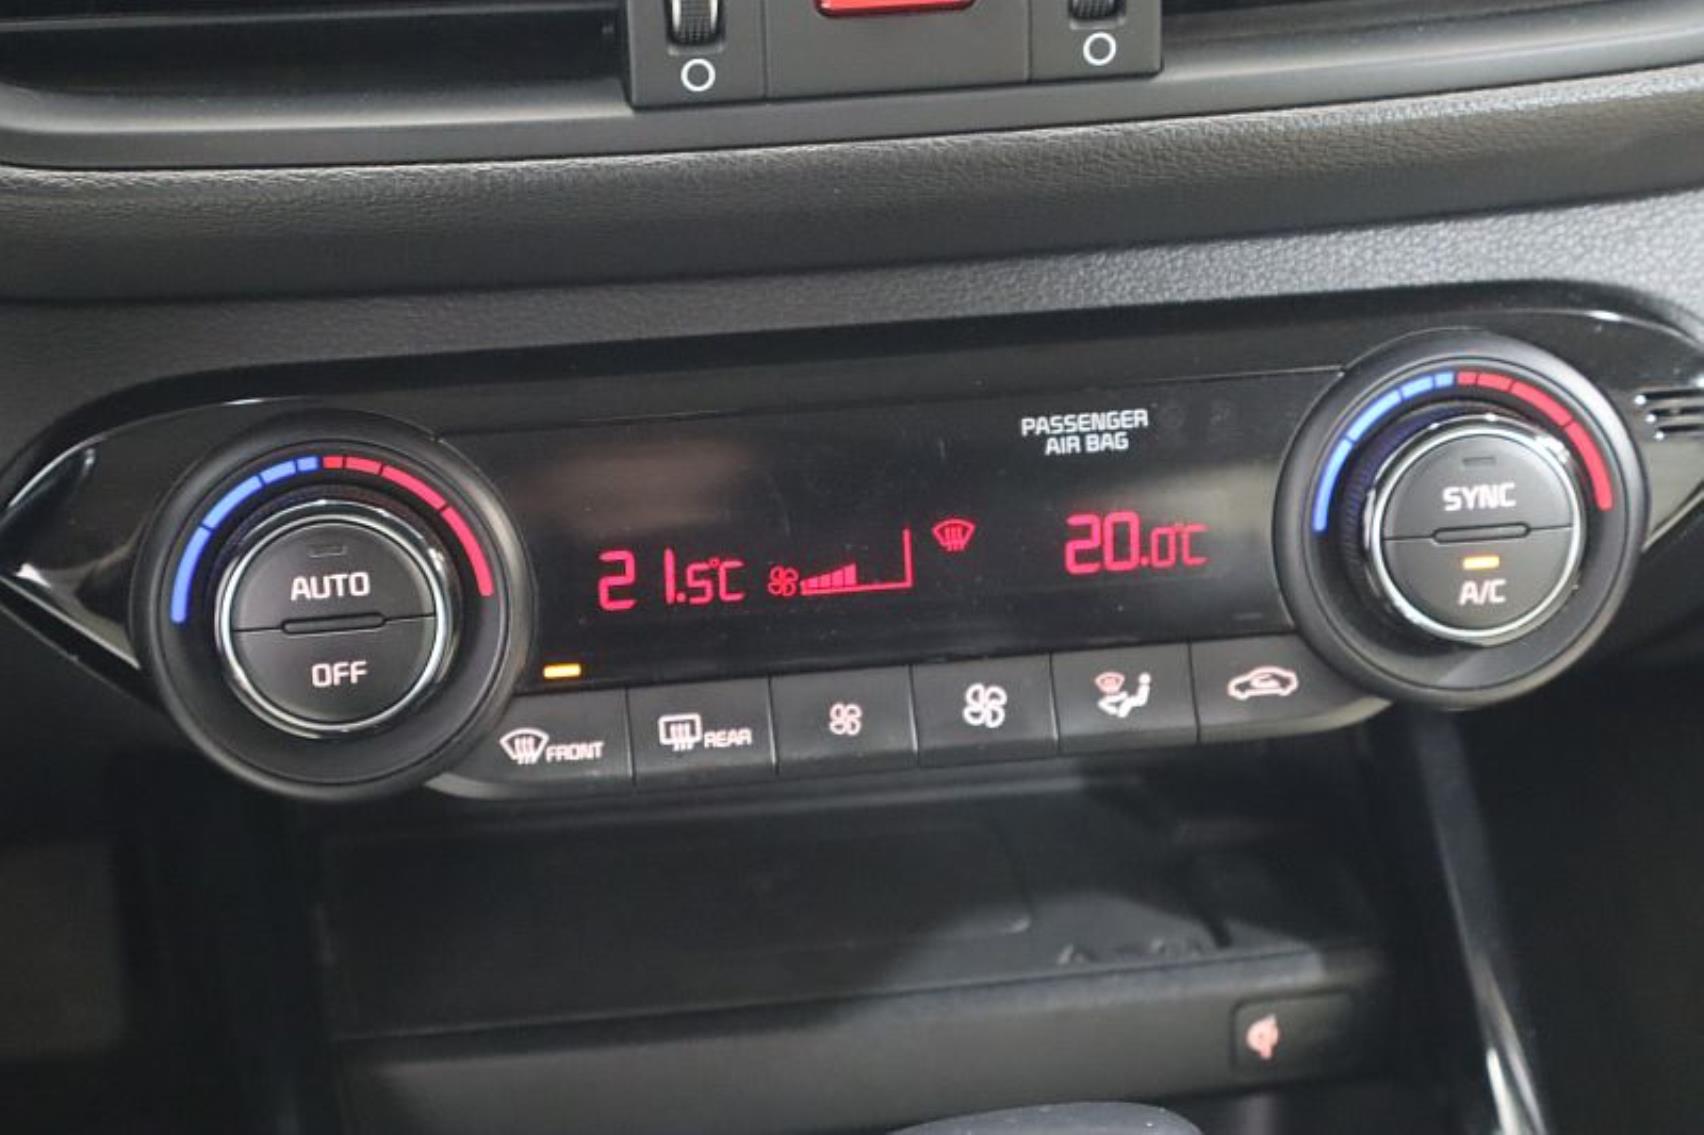 PASSENGER
AIR BAG
AUTO
OFF
21.5°C
20.0°C
SYNC
A/C
FRONT
REAR